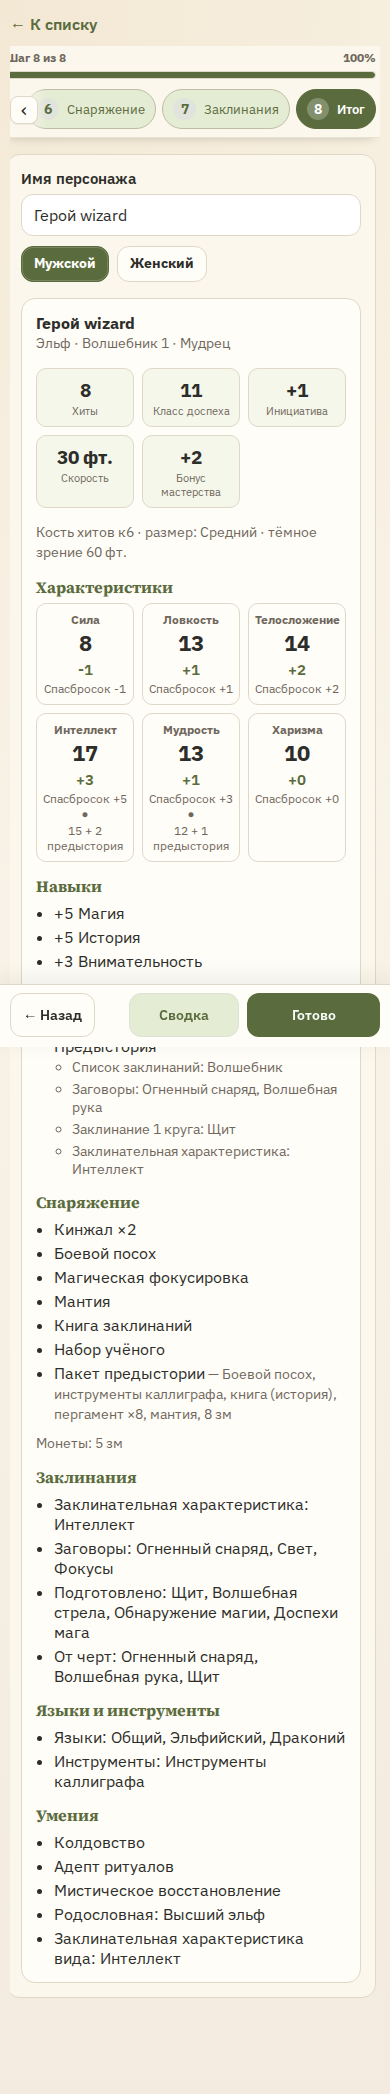 ← К списку
Шаг 8 из 8
100%
‹
6 Снаряжение
7 Заклинания
8 Итог
Имя персонажа
Герой wizard
Мужской
Женский
Герой wizard
Эльф · Волшебник 1 · Мудрец
8
Хиты
11
Класс доспеха
+1
Инициатива
30 фт.
Скорость
+2
Бонус
мастерства
Кость хитов к6 · размер: Средний · тёмное
зрение 60 фт.
Характеристики
Сила
8
-1
Спасбросок -1
Ловкость
13
+1
Спасбросок +1
Телосложение
14
+2
Спасбросок +2
Интеллект
17
+3
Спасбросок +5
●
15 + 2
предыстория
Мудрость
13
+1
Спасбросок +3
●
12 + 1
предыстория
Харизма
10
+0
Спасбросок +0
Навыки
• +5 Магия
• +5 История
• +3 Внимательность
← Назад
Сводка
Готово
Предыстория
◦ Список заклинаний: Волшебник
◦ Заговоры: Огненный снаряд, Волшебная
рука
◦ Заклинание 1 круга: Щит
◦ Заклинательная характеристика:
Интеллект
Снаряжение
• Кинжал ×2
• Боевой посох
• Магическая фокусировка
• Мантия
• Книга заклинаний
• Набор учёного
• Пакет предыстории — Боевой посох,
инструменты каллиграфа, книга (история),
пергамент ×8, мантия, 8 зм
Монеты: 5 зм
Заклинания
• Заклинательная характеристика:
Интеллект
• Заговоры: Огненный снаряд, Свет,
Фокусы
• Подготовлено: Щит, Волшебная
стрела, Обнаружение магии, Доспехи
мага
• От черт: Огненный снаряд,
Волшебная рука, Щит
Языки и инструменты
• Языки: Общий, Эльфийский, Драконий
• Инструменты: Инструменты
каллиграфа
Умения
• Колдовство
• Адепт ритуалов
• Мистическое восстановление
• Родословная: Высший эльф
• Заклинательная характеристика
вида: Интеллект